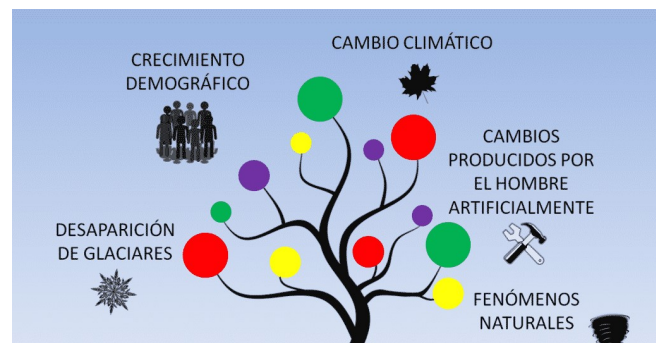 CRECIMIENTO
DEMOGRÁFICO
CAMBIO CLIMÁTICO
CAMBIOS
PRODUCIDOS POR
EL HOMBRE
ARTIFICIALMENTE
DESAPARICIÓN
DE GLACIARES
FENÓMENOS
NATURALES